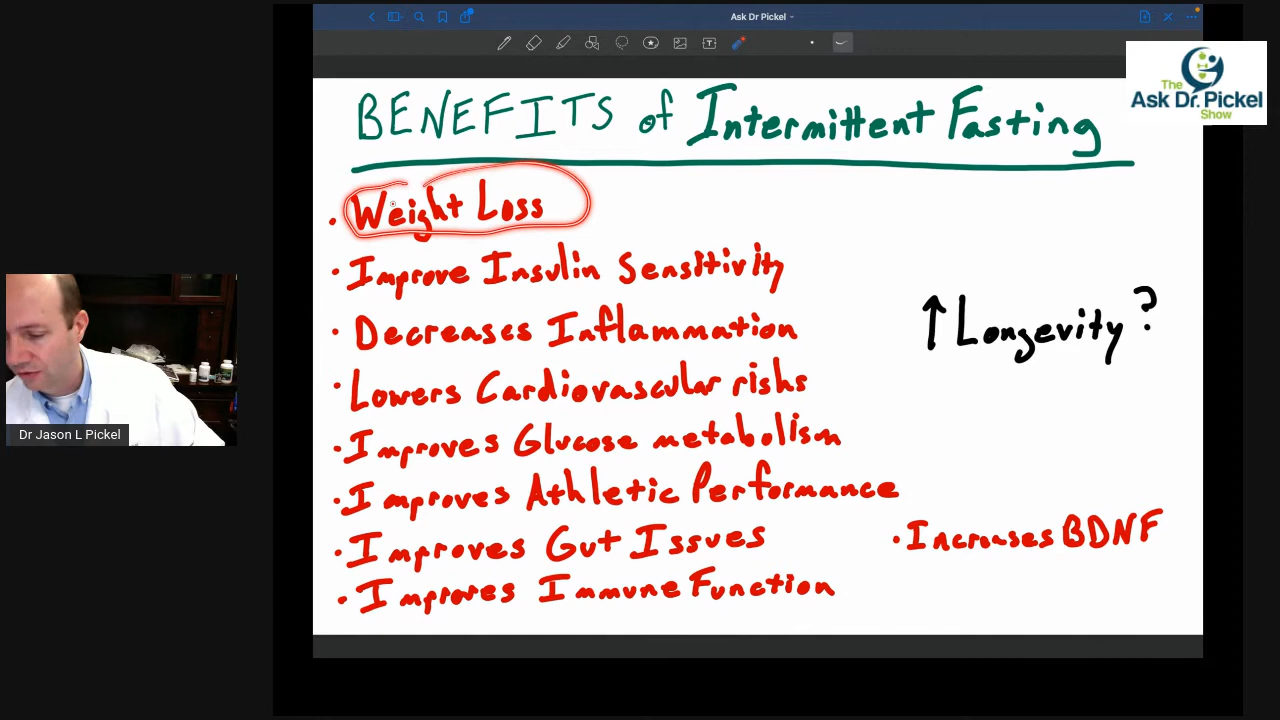 Ask Dr Pickel
The
Ask Dr. Pickel
Show
BENEFITS of Intermittent Fasting
• Weight Loss
• Improve Insulin Sensitivity
• Decreases Inflammation
↑ Longevity?
• Lowers Cardiovascular risks
• Improves Glucose metabolism
• Improves Athletic Performance
• Improves Gut Issues
• Increases BDNF
• Improves Immune Function
Dr Jason L Pickel